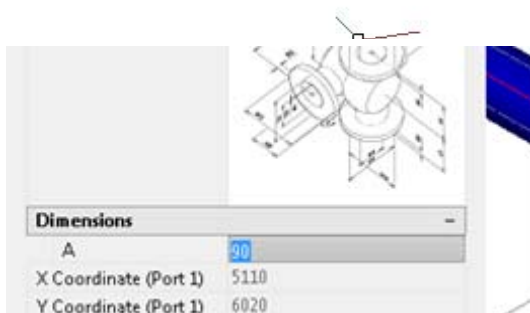 Dimensions –
A 90
X Coordinate (Port 1) 5110
Y Coordinate (Port 1) 6020